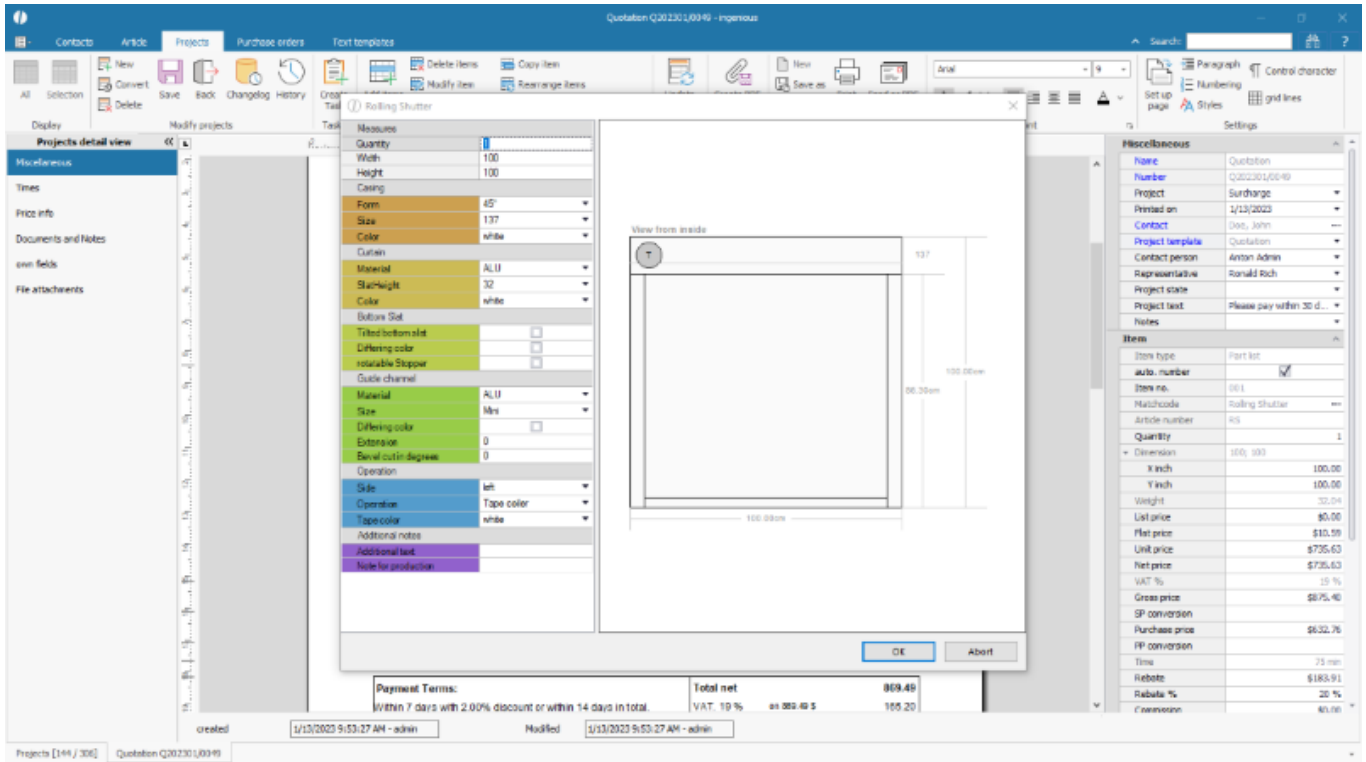 Quotation Q202301/0049 - ingenious
Contacts Article Projects Purchase orders Text templates Search: ?
New Delete items Copy item New Arial 9 Paragraph Control character
Convert Modify item Rearrange items Save as Numbering
All Selection Delete Save Back Changelog History Set up page Styles grid lines
Display Modify projects Settings
Projects detail view
Miscellaneous
Times
Price info
Documents and Notes
own fields
File attachments
Rolling Shutter
Measures
Quantity 1
Width 100
Height 100
Casing
Form 45°
Size 137
Color white
Curtain
Material ALU
SlatHeight 32
Color white
Bottom Slat
Tilted bottom slat
Differing color
rotatable Stopper
Guide channel
Material ALU
Size Mini
Differing color
Extension 0
Bevel cut in degrees 0
Operation
Side left
Operation Tape coiler
Tape color white
Additional notes
Additional text
Note for production
View from inside
T
137
100.00cm
86.30cm
100.00cm
OK Abort
Payment Terms: Total net 869.49
Within 7 days with 2.00% discount or within 14 days in total. VAT. 19 % on 869.49 $ 165.20
Miscellaneous
Name Quotation
Number Q202301/0049
Project Surcharge
Printed on 1/13/2023
Contact Doe, John
Project template Quotation
Contact person Anton Admin
Representative Ronald Rich
Project state
Project text Please pay within 30 d...
Notes
Item
Item type Part list
auto. number
Item no. 001
Matchcode Rolling Shutter
Article number RS
Quantity 1
Dimension 100; 100
X inch 100.00
Y inch 100.00
Weight 32.04
List price $0.00
Flat price $10.59
Unit price $735.63
Net price $735.63
VAT % 19 %
Gross price $875.40
SP conversion
Purchase price $632.76
PP conversion
Time 75 min
Rebate $183.91
Rebate % 20 %
Commission $0.00
created 1/13/2023 9:53:27 AM - admin Modified 1/13/2023 9:53:27 AM - admin
Projects [144 / 306] Quotation Q202301/0049